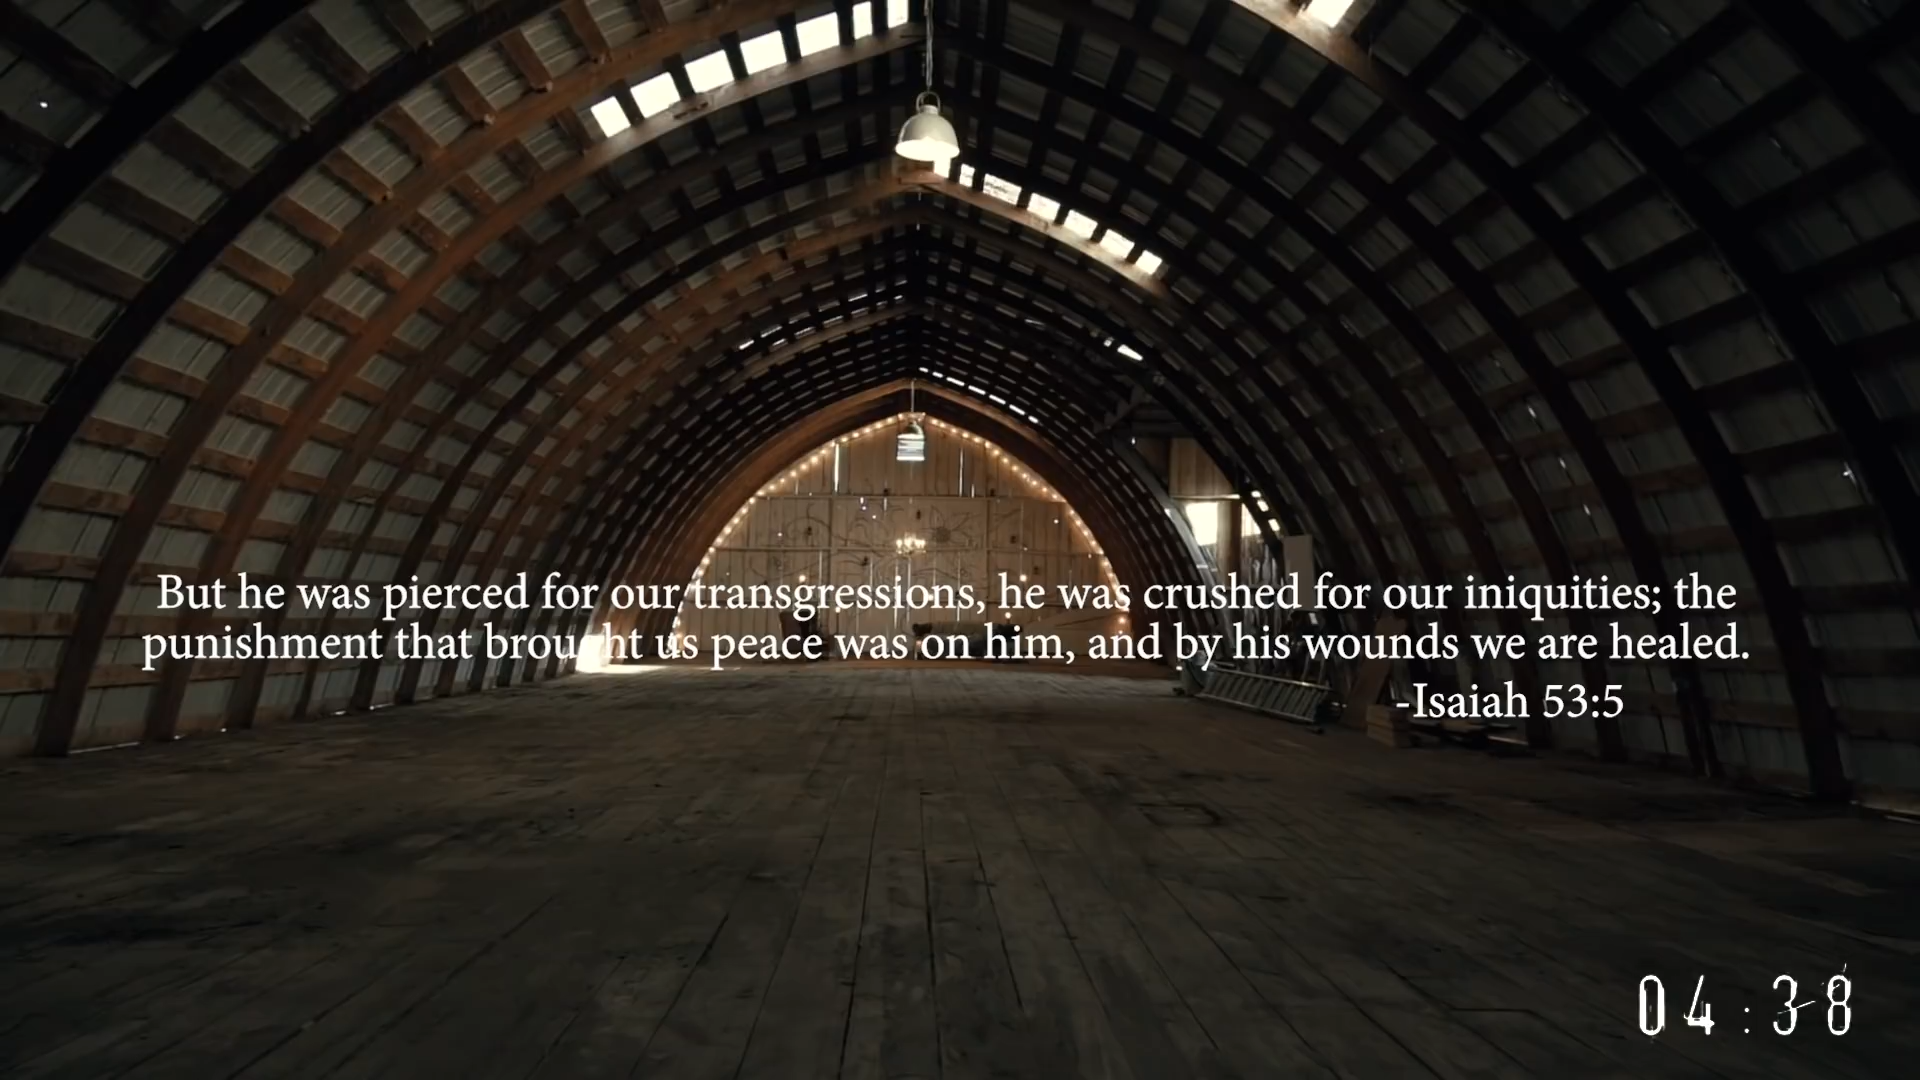 But he was pierced for our transgressions, he was crushed for our iniquities; the
punishment that brought us peace was on him, and by his wounds we are healed.
-Isaiah 53:5
04:38